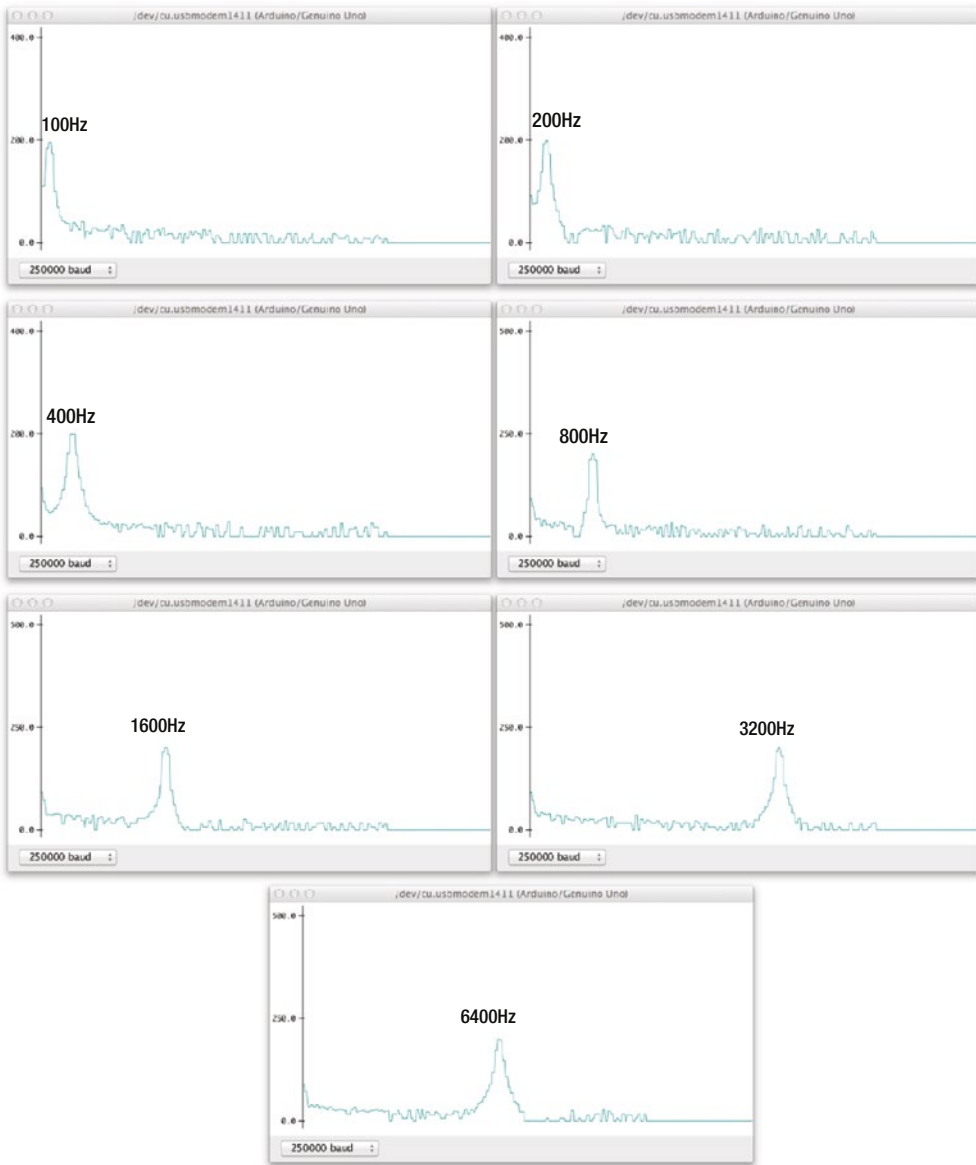 /dev/cu.usbmodem1411 (Arduino/Genuino Uno)
400.0
100Hz
200.0
0.0
250000 baud
/dev/cu.usbmodem1411 (Arduino/Genuino Uno)
400.0
200Hz
200.0
0.0
250000 baud
/dev/cu.usbmodem1411 (Arduino/Genuino Uno)
400.0
400Hz
200.0
0.0
250000 baud
/dev/cu.usbmodem1411 (Arduino/Genuino Uno)
500.0
800Hz
250.0
0.0
250000 baud
/dev/cu.usbmodem1411 (Arduino/Genuino Uno)
500.0
1600Hz
250.0
0.0
250000 baud
/dev/cu.usbmodem1411 (Arduino/Genuino Uno)
500.0
3200Hz
250.0
0.0
250000 baud
/dev/cu.usbmodem1411 (Arduino/Genuino Uno)
500.0
6400Hz
250.0
0.0
250000 baud